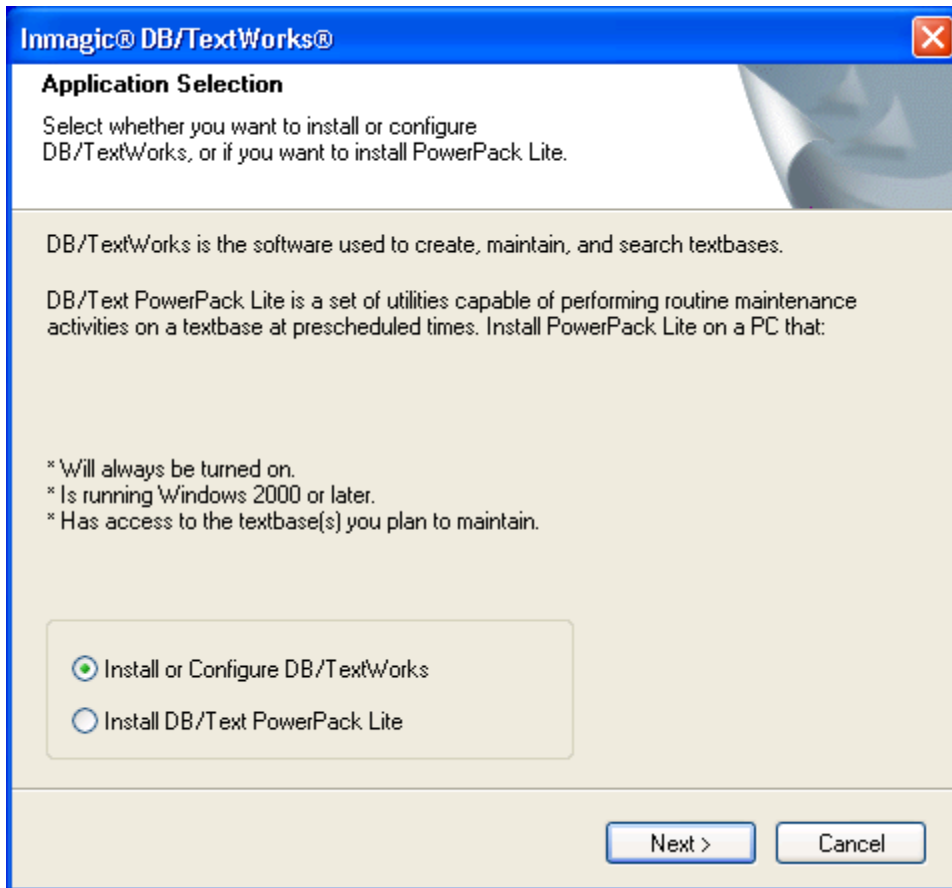 Inmagic® DB/TextWorks®
Application Selection
Select whether you want to install or configure
DB/TextWorks, or if you want to install PowerPack Lite.
DB/TextWorks is the software used to create, maintain, and search textbases.
DB/Text PowerPack Lite is a set of utilities capable of performing routine maintenance
activities on a textbase at prescheduled times. Install PowerPack Lite on a PC that:
* Will always be turned on.
* Is running Windows 2000 or later.
* Has access to the textbase(s) you plan to maintain.
Install or Configure DB/TextWorks
Install DB/Text PowerPack Lite
Next >
Cancel